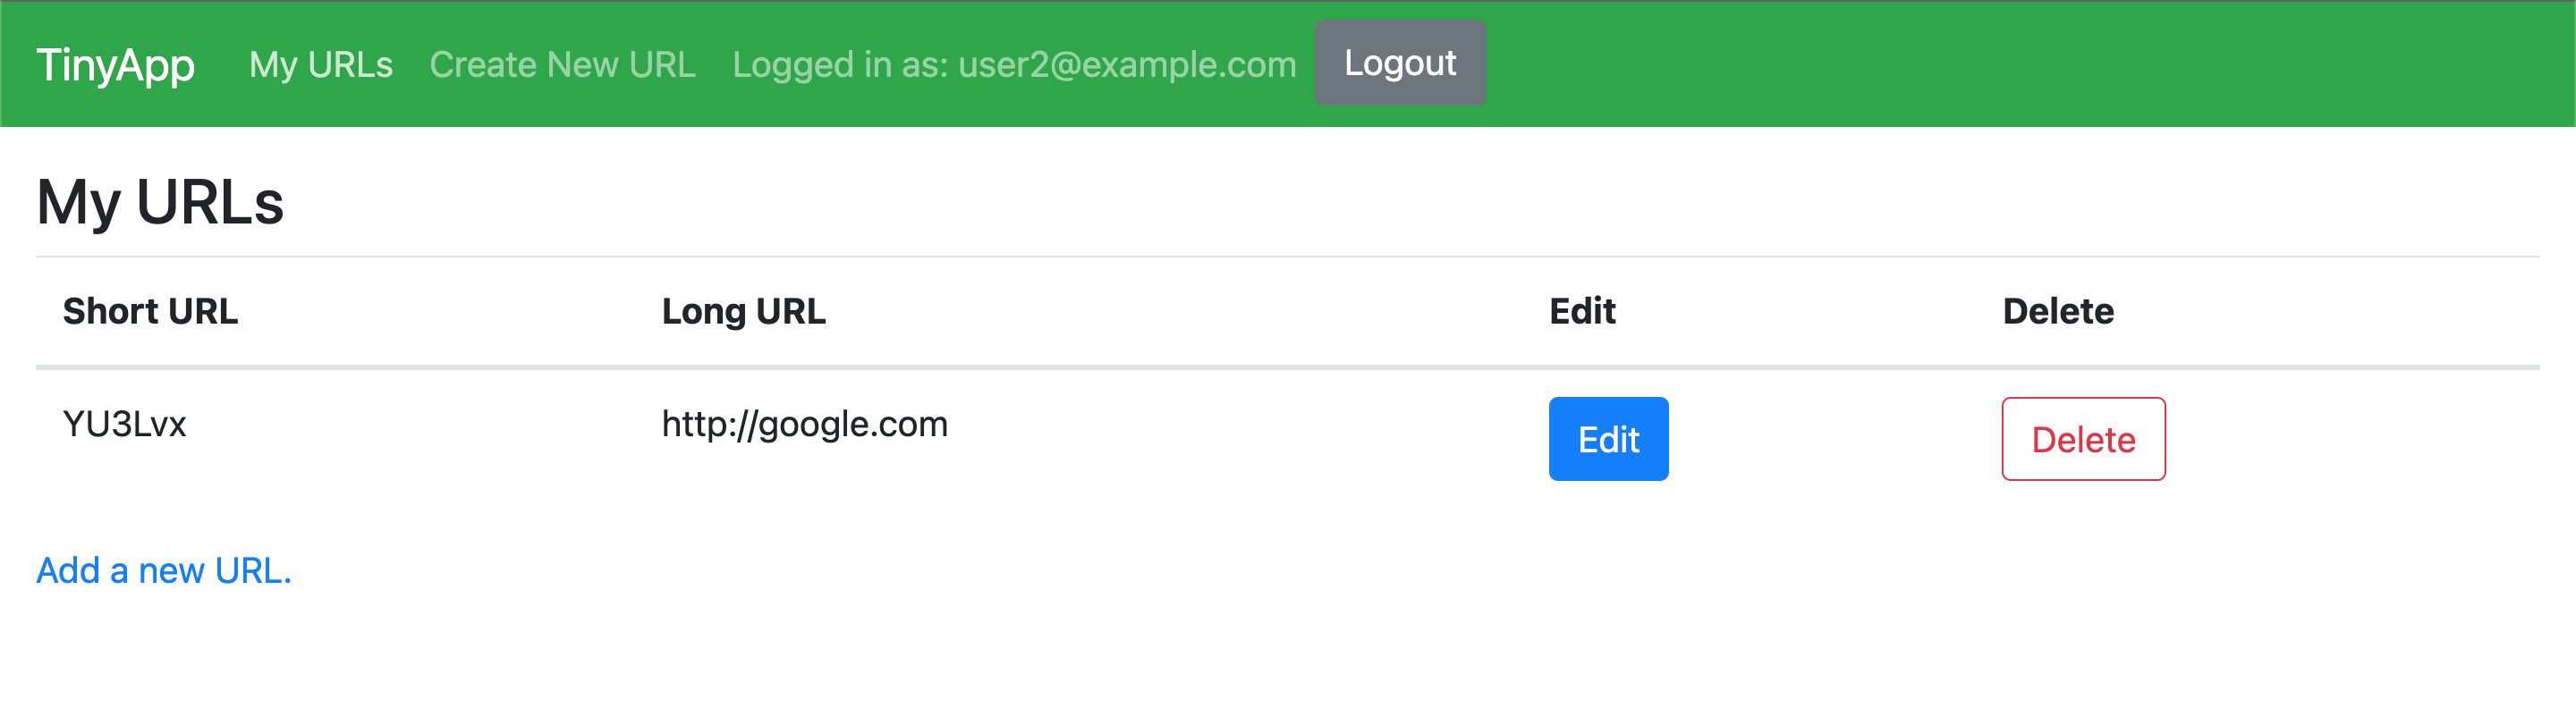 TinyApp My URLs Create New URL Logged in as: user2@example.com Logout
My URLs
Short URL Long URL Edit Delete
YU3Lvx http://google.com Edit Delete
Add a new URL.